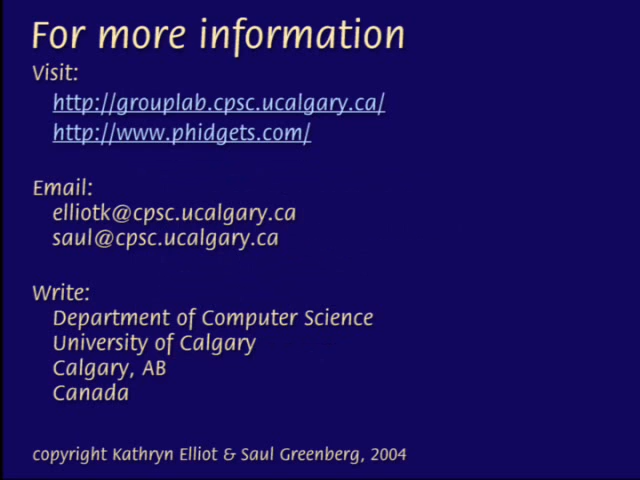 For more information
Visit:
http://grouplab.cpsc.ucalgary.ca/
http://www.phidgets.com/
Email:
elliotk@cpsc.ucalgary.ca
saul@cpsc.ucalgary.ca
Write:
Department of Computer Science
University of Calgary
Calgary, AB
Canada
copyright Kathryn Elliot & Saul Greenberg, 2004